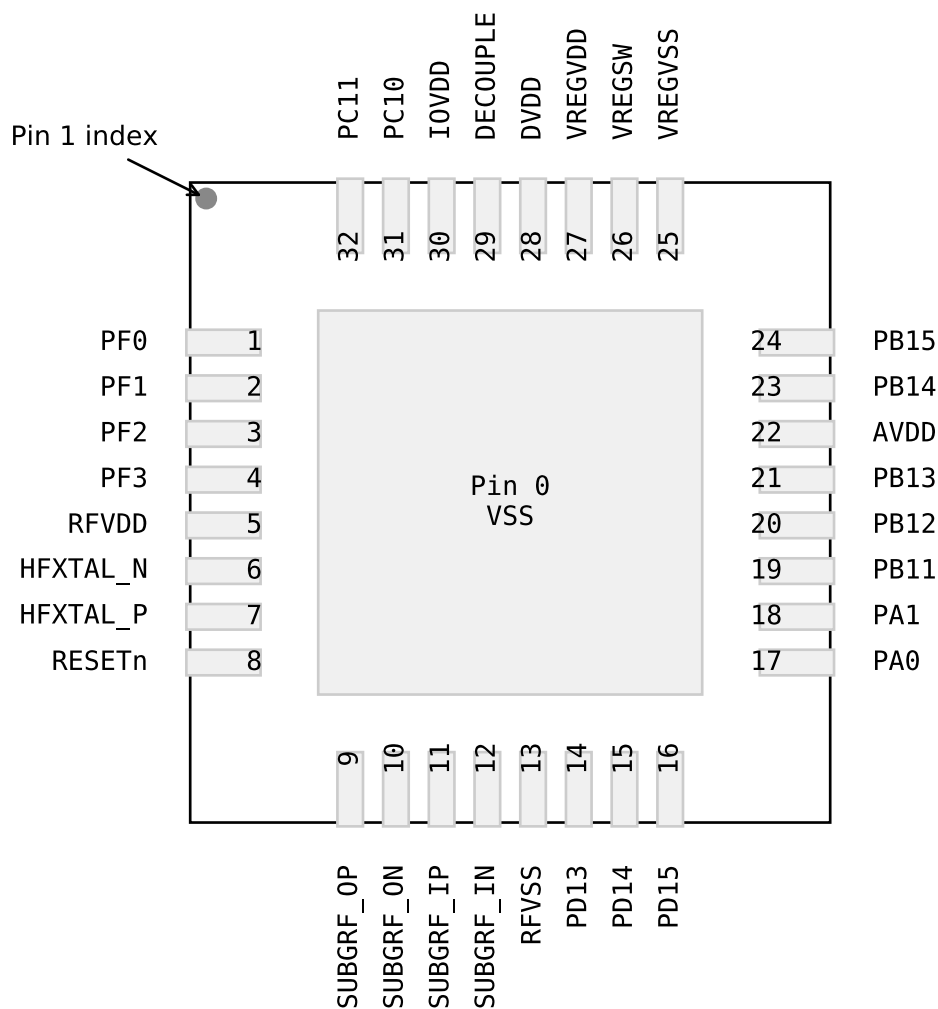 PC11
PC10
IOVDD
DECOUPLE
DVDD
VREGVDD
VREGSW
VREGVSS
Pin 1 index
32
31
30
29
28
27
26
25
PF0 1
PF1 2
PF2 3
PF3 4
RFVDD 5
HFXTAL_N 6
HFXTAL_P 7
RESETn 8
Pin 0
VSS
24 PB15
23 PB14
22 AVDD
21 PB13
20 PB12
19 PB11
18 PA1
17 PA0
9
10
11
12
13
14
15
16
SUBGRF_OP
SUBGRF_ON
SUBGRF_IP
SUBGRF_IN
RFVSS
PD13
PD14
PD15